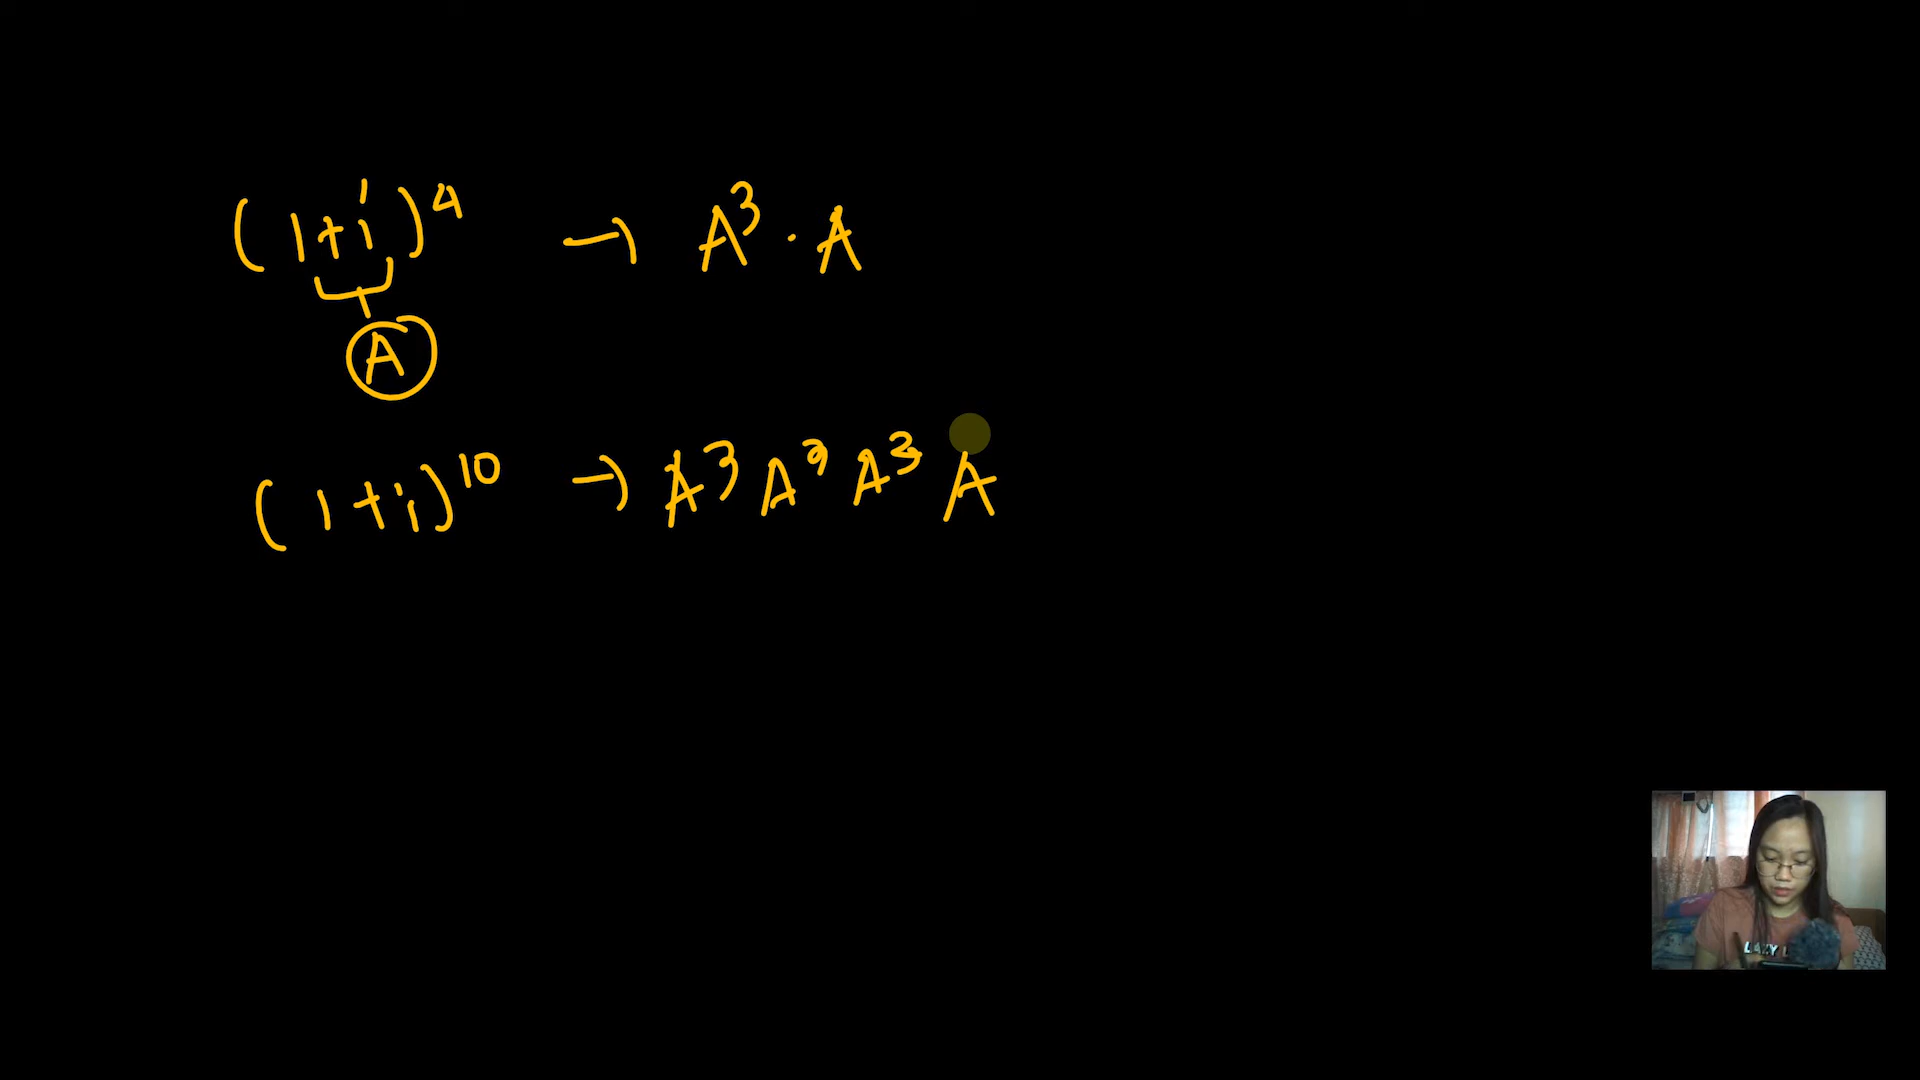 (1+i)⁴ → A³ · A
A
(1+i)¹⁰ → A³ A³ A³ A